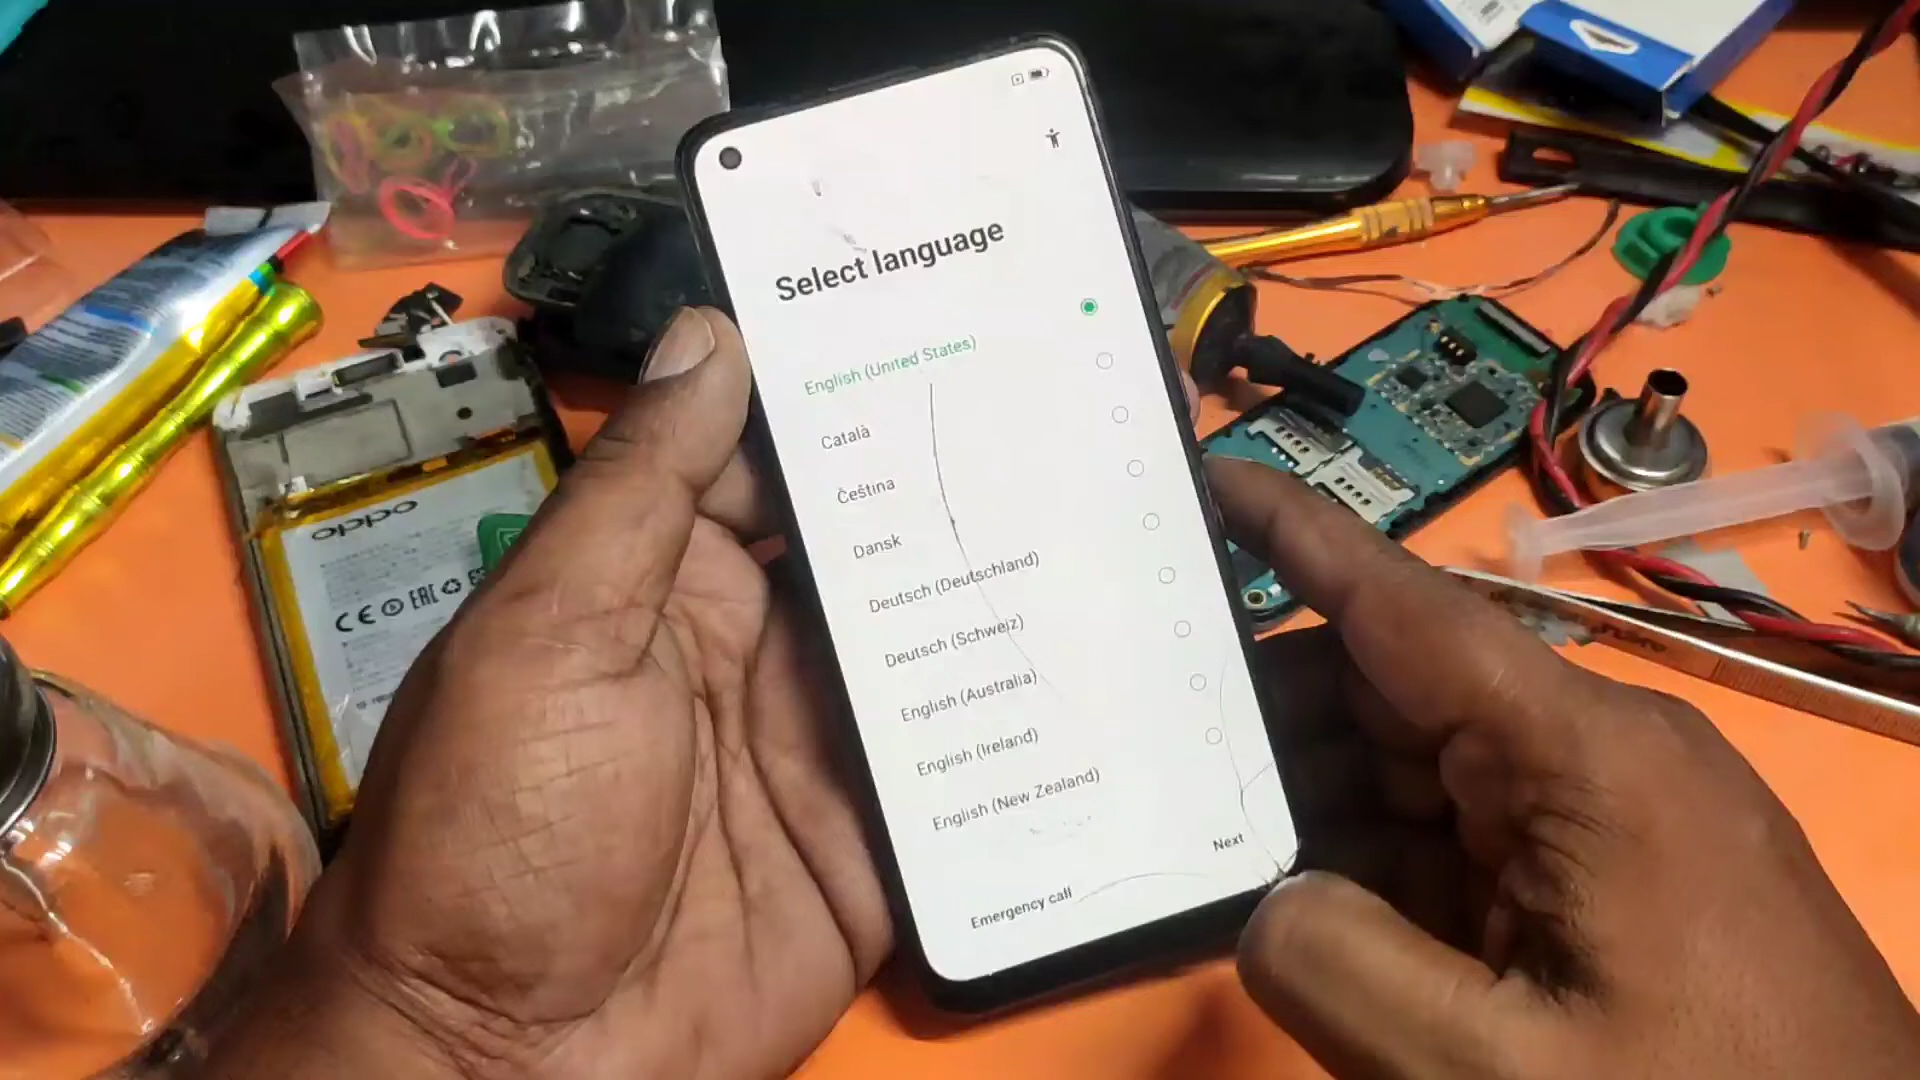 Select language
English (United States)
Català
Čeština
Dansk
Deutsch (Deutschland)
Deutsch (Schweiz)
English (Australia)
English (Ireland)
English (New Zealand)
Next
Emergency call
oppo
CE
EAC